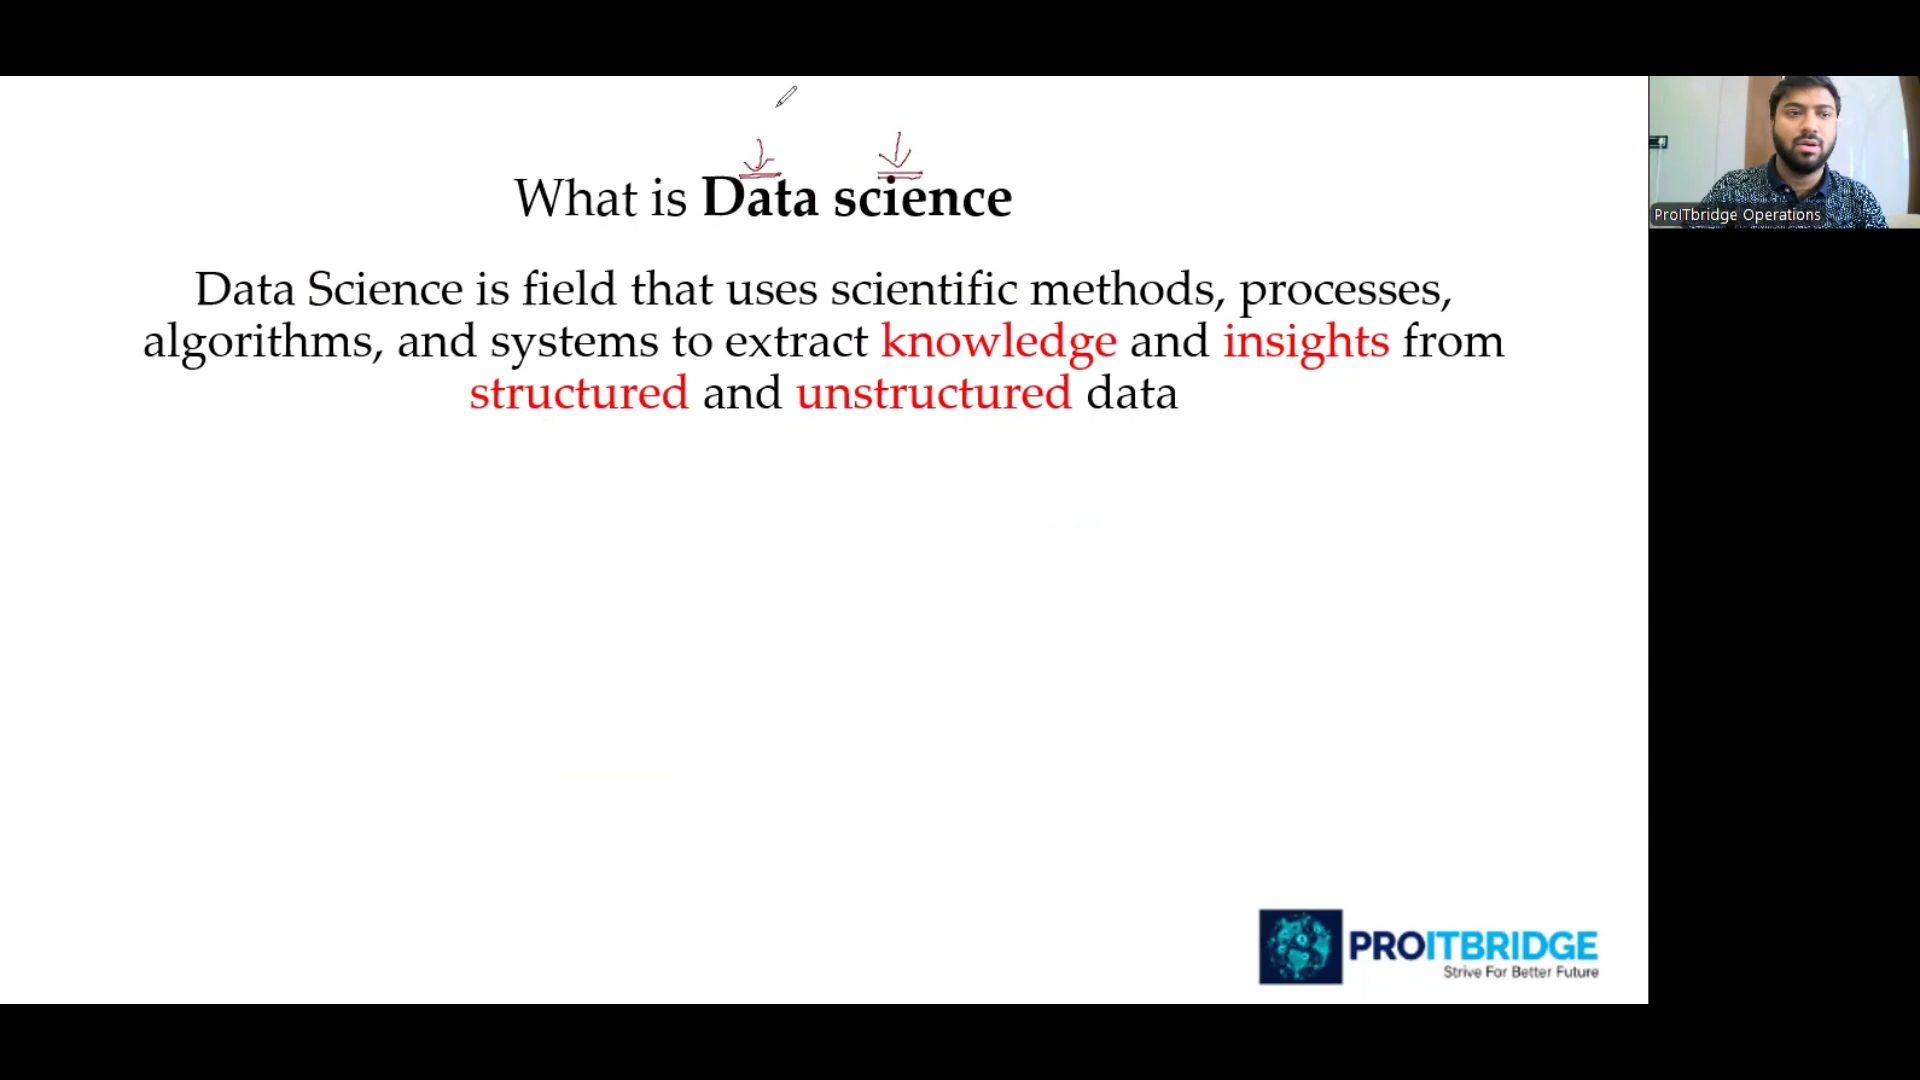 What is Data science
Data Science is field that uses scientific methods, processes,
algorithms, and systems to extract knowledge and insights from
structured and unstructured data
ProITbridge Operations
PROITBRIDGE
Strive For Better Future